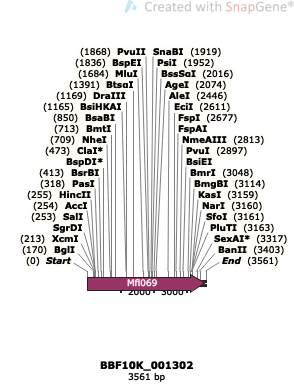 Created with SnapGene®
(1868) PvuII SnaBI (1919)
(1836) BspEI PsiI (1952)
(1684) MluI BssSαI (2016)
(1391) BtsαI AgeI (2074)
(1169) DraIII AleI (2446)
(1165) BsiHKAI EciI (2611)
(850) BsaBI FspI (2677)
(713) BmtI FspAI
(709) NheI NmeAIII (2813)
(473) ClaI* PvuI (2897)
BspDI* BsiEI
(413) BsrBI BmrI (3048)
(318) PasI BmgBI (3114)
(255) HincII KasI (3159)
(254) AccI NarI (3160)
(253) SalI SfoI (3161)
SgrDI PluTI (3163)
(213) XcmI SexAI* (3317)
(170) BglI BanII (3403)
(0) Start End (3561)
Mfl069
2000 3000
BBF10K_001302
3561 bp